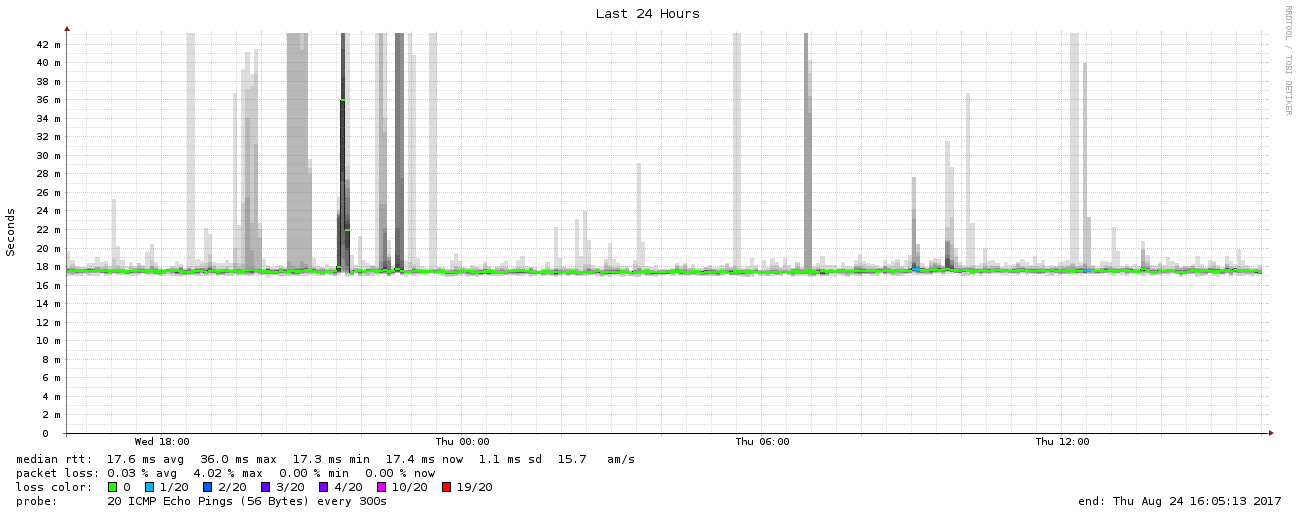 Last 24 Hours
RRDTOOL / TOBI OETIKER
Seconds
42 m
40 m
38 m
36 m
34 m
32 m
30 m
28 m
26 m
24 m
22 m
20 m
18 m
16 m
14 m
12 m
10 m
8 m
6 m
4 m
2 m
0
Wed 18:00 Thu 00:00 Thu 06:00 Thu 12:00
median rtt: 17.6 ms avg 36.0 ms max 17.3 ms min 17.4 ms now 1.1 ms sd 15.7 am/s
packet loss: 0.03 % avg 4.02 % max 0.00 % min 0.00 % now
loss color: 0 1/20 2/20 3/20 4/20 10/20 19/20
probe: 20 ICMP Echo Pings (56 Bytes) every 300s end: Thu Aug 24 16:05:13 2017